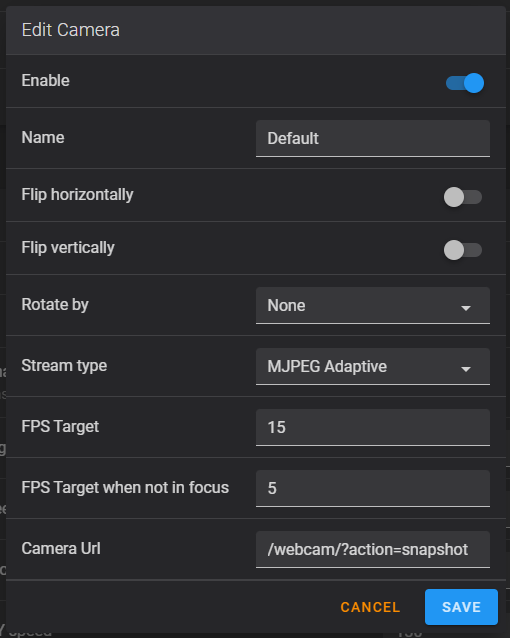 Edit Camera
Enable
Name
Default
Flip horizontally
Flip vertically
Rotate by
None
Stream type
MJPEG Adaptive
FPS Target
15
FPS Target when not in focus
5
Camera Url
/webcam/?action=snapshot
CANCEL
SAVE